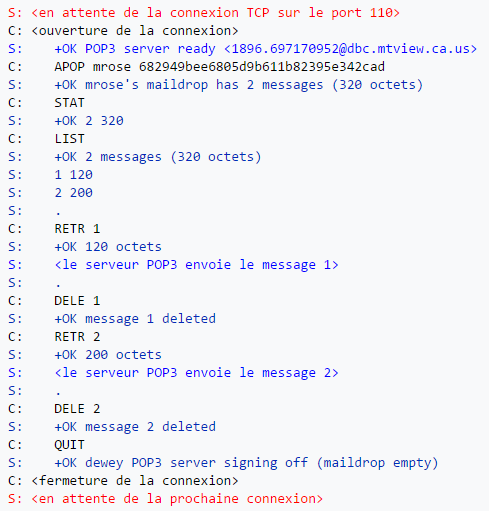 S: <en attente de la connexion TCP sur le port 110>
C: <ouverture de la connexion>
S: +OK POP3 server ready <1896.697170952@dbc.mtview.ca.us>
C: APOP mrose 682949bee6805d9b611b82395e342cad
S: +OK mrose's maildrop has 2 messages (320 octets)
C: STAT
S: +OK 2 320
C: LIST
S: +OK 2 messages (320 octets)
S: 1 120
S: 2 200
S: .
C: RETR 1
S: +OK 120 octets
S: <le serveur POP3 envoie le message 1>
S: .
C: DELE 1
S: +OK message 1 deleted
C: RETR 2
S: +OK 200 octets
S: <le serveur POP3 envoie le message 2>
S: .
C: DELE 2
S: +OK message 2 deleted
C: QUIT
S: +OK dewey POP3 server signing off (maildrop empty)
C: <fermeture de la connexion>
S: <en attente de la prochaine connexion>